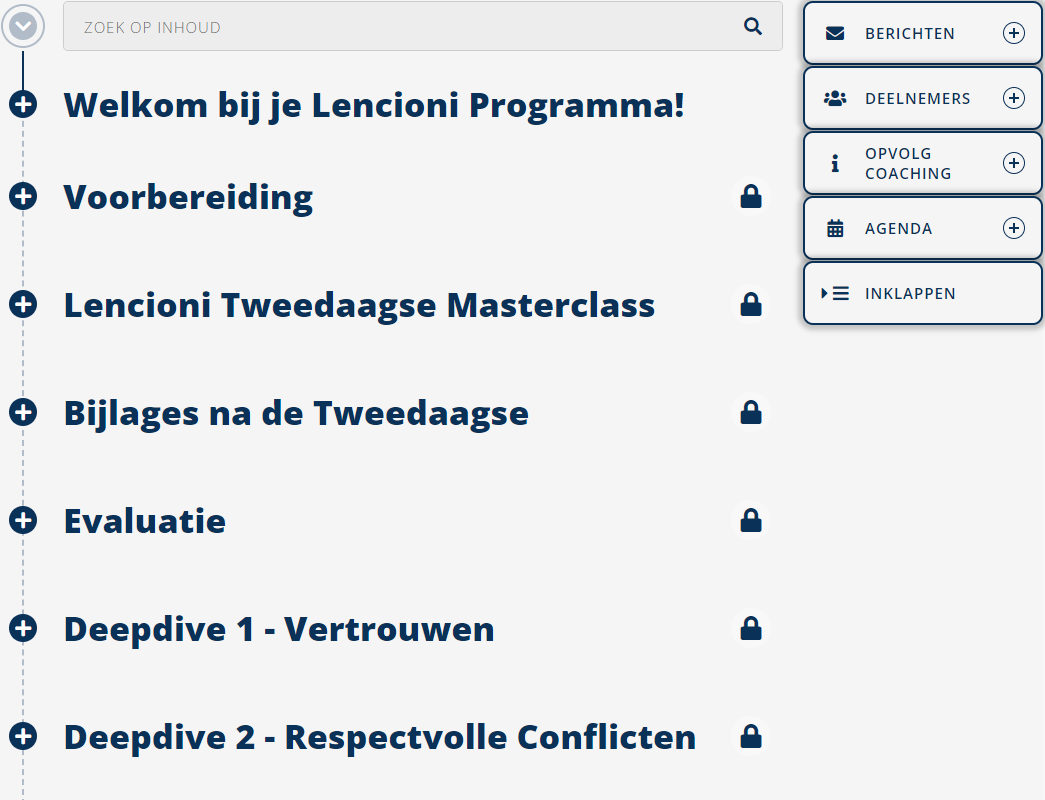 ZOEK OP INHOUD
Welkom bij je Lencioni Programma!
Voorbereiding
Lencioni Tweedaagse Masterclass
Bijlages na de Tweedaagse
Evaluatie
Deepdive 1 - Vertrouwen
Deepdive 2 - Respectvolle Conflicten
BERICHTEN
DEELNEMERS
OPVOLG
COACHING
AGENDA
INKLAPPEN